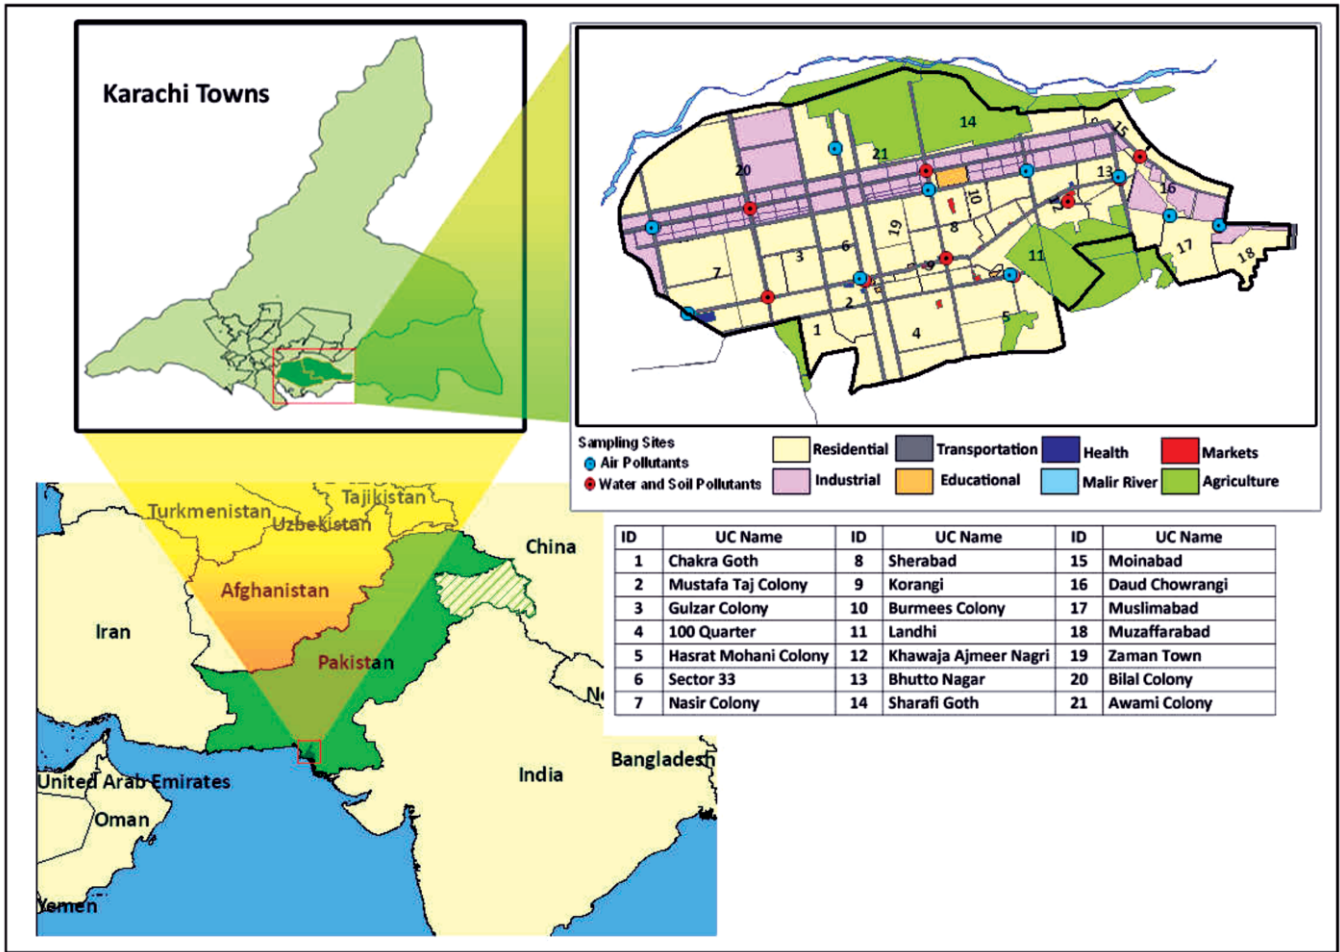 Karachi Towns
14
15
21
13
20
16
10
12
19
8
6
3
9
11
17
18
7
2
1
4
5
Sampling Sites
Air Pollutants
Water and Soil Pollutants
Residential
Transportation
Health
Markets
Industrial
Educational
Malir River
Agriculture
Tajikistan
Turkmenistan
Uzbekistan
China
Afghanistan
Iran
Pakistan
India
Bangladesh
United Arab Emirates
Oman
Yemen
ID UC Name ID UC Name ID UC Name
1 Chakra Goth 8 Sherabad 15 Moinabad
2 Mustafa Taj Colony 9 Korangi 16 Daud Chowrangi
3 Gulzar Colony 10 Burmees Colony 17 Muslimabad
4 100 Quarter 11 Landhi 18 Muzaffarabad
5 Hasrat Mohani Colony 12 Khawaja Ajmeer Nagri 19 Zaman Town
6 Sector 33 13 Bhutto Nagar 20 Bilal Colony
7 Nasir Colony 14 Sharafi Goth 21 Awami Colony